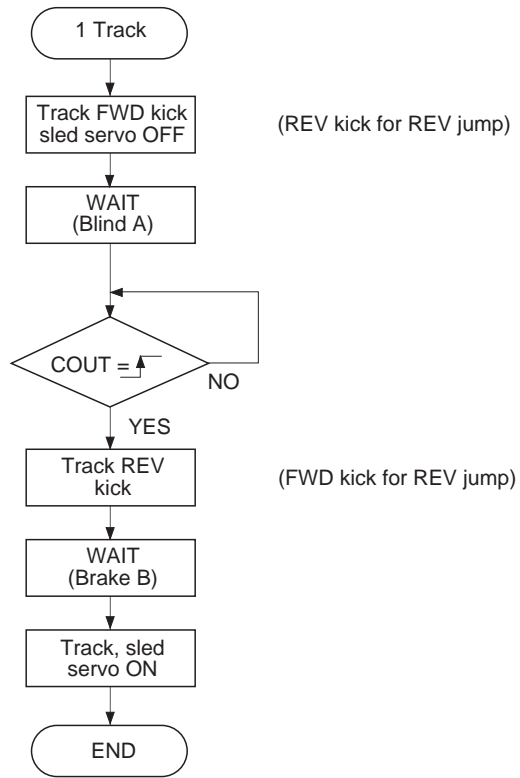 1 Track
Track FWD kick
sled servo OFF
(REV kick for REV jump)
WAIT
(Blind A)
COUT =
NO
YES
Track REV
kick
(FWD kick for REV jump)
WAIT
(Brake B)
Track, sled
servo ON
END